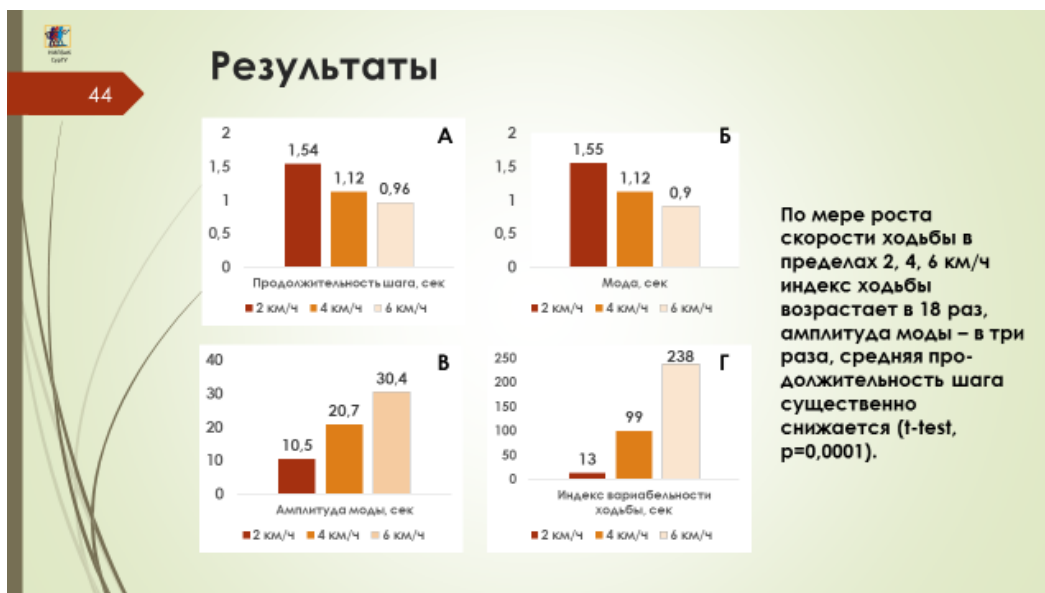 Результаты
44
А
2
1,5
1
0,5
0
1,54
1,12
0,96
Продолжительность шага, сек
2 км/ч 4 км/ч 6 км/ч
Б
2
1,5
1
0,5
0
1,55
1,12
0,9
Мода, сек
2 км/ч 4 км/ч 6 км/ч
В
40
30
20
10
0
10,5
20,7
30,4
Амплитуда моды, сек
2 км/ч 4 км/ч 6 км/ч
Г
250
200
150
100
50
0
13
99
238
Индекс вариабельности
ходьбы, сек
2 км/ч 4 км/ч 6 км/ч
По мере роста
скорости ходьбы в
пределах 2, 4, 6 км/ч
индекс ходьбы
возрастает в 18 раз,
амплитуда моды – в три
раза, средняя про-
должительность шага
существенно
снижается (t-test,
p=0,0001).